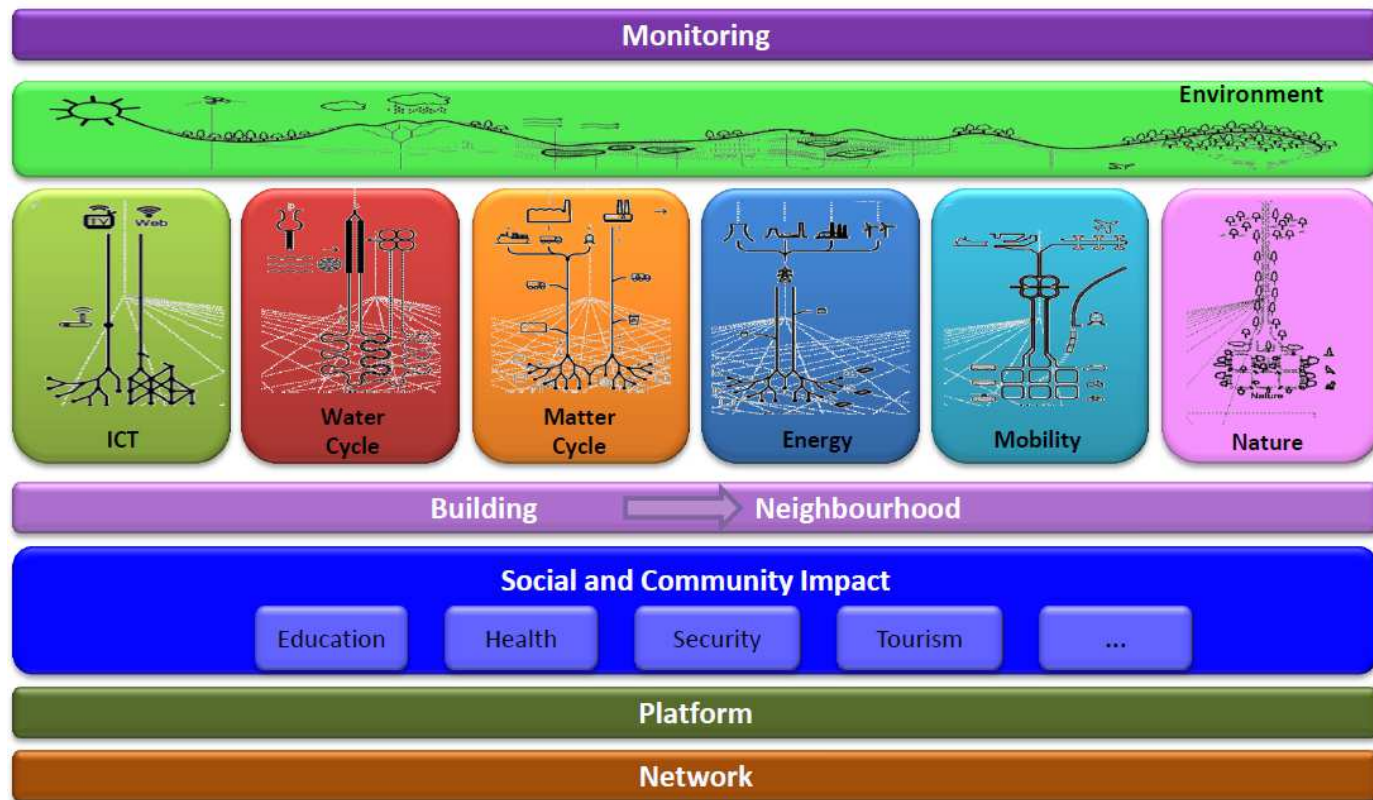 Monitoring
Environment
TV
Web
ICT
Water
Cycle
Matter
Cycle
Energy
Mobility
Nature
Nature
Building
Neighbourhood
Social and Community Impact
Education
Health
Security
Tourism
...
Platform
Network